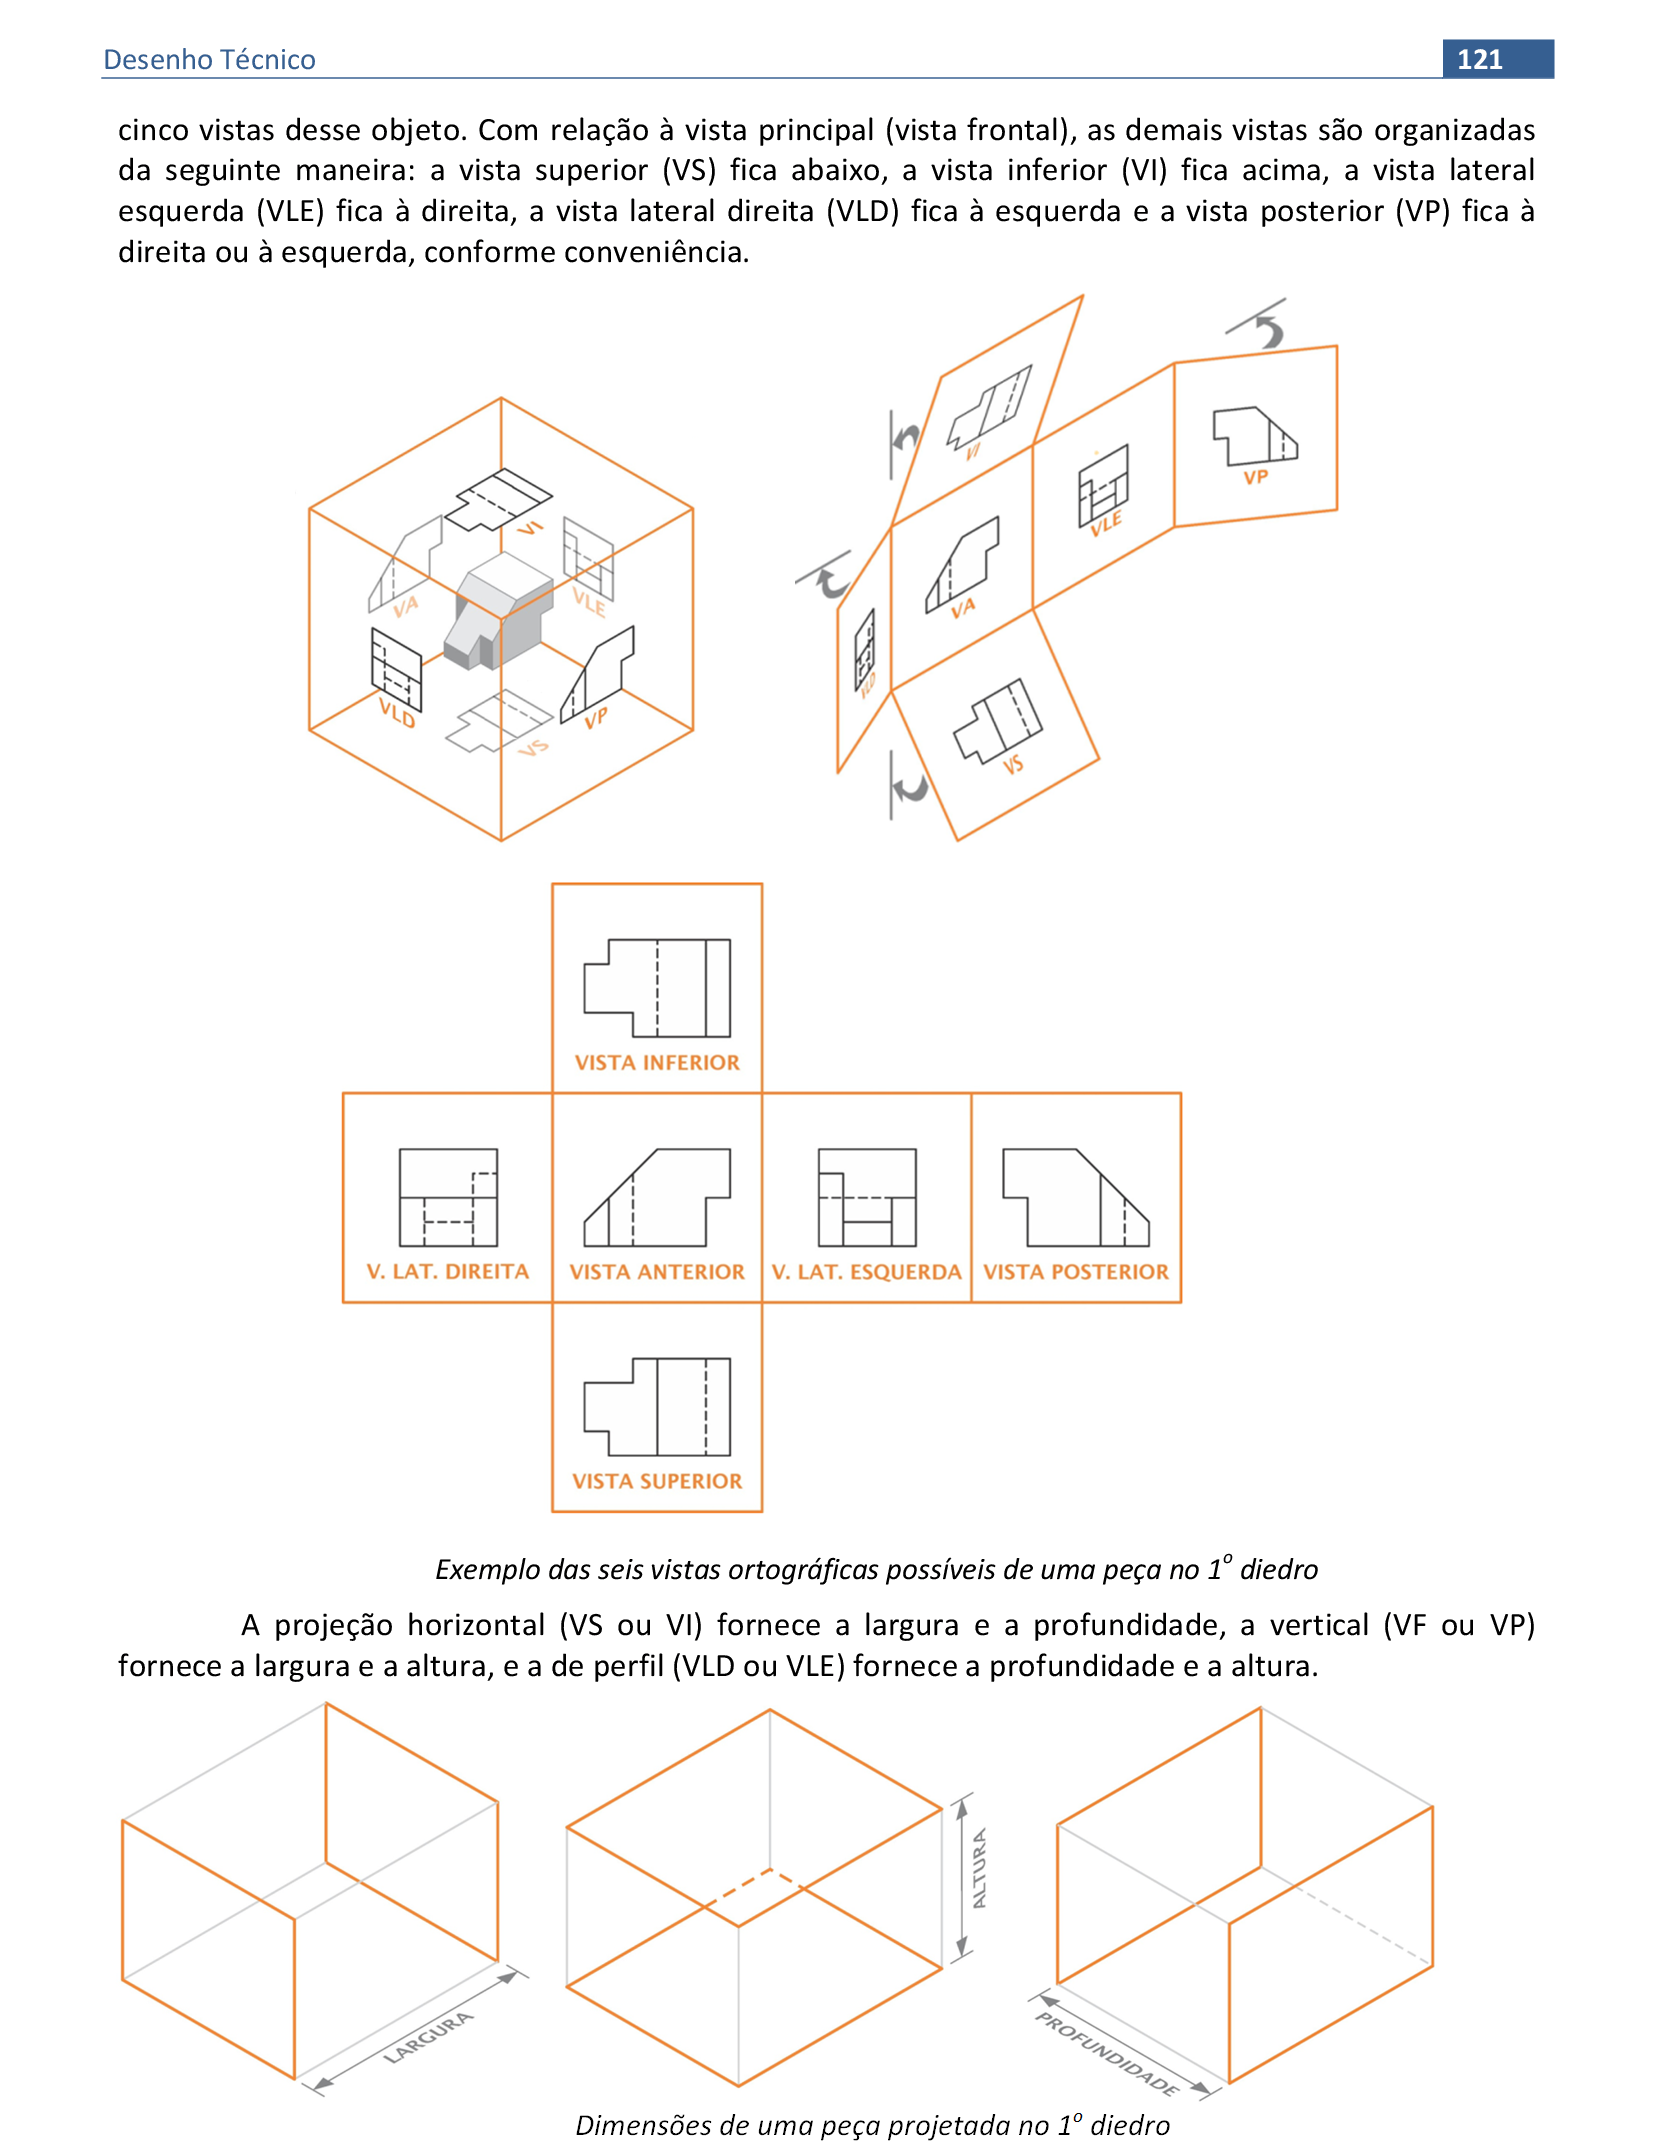 Desenho Técnico
121
cinco vistas desse objeto. Com relação à vista principal (vista frontal), as demais vistas são organizadas
da seguinte maneira: a vista superior (VS) fica abaixo, a vista inferior (VI) fica acima, a vista lateral
esquerda (VLE) fica à direita, a vista lateral direita (VLD) fica à esquerda e a vista posterior (VP) fica à
direita ou à esquerda, conforme conveniência.
VI
VA
VLE
VLD
VS
VP
VI
VLE
VP
VA
VLD
VS
VISTA INFERIOR
V. LAT. DIREITA
VISTA ANTERIOR
V. LAT. ESQUERDA
VISTA POSTERIOR
VISTA SUPERIOR
Exemplo das seis vistas ortográficas possíveis de uma peça no 1º diedro
A projeção horizontal (VS ou VI) fornece a largura e a profundidade, a vertical (VF ou VP)
fornece a largura e a altura, e a de perfil (VLD ou VLE) fornece a profundidade e a altura.
LARGURA
ALTURA
PROFUNDIDADE
Dimensões de uma peça projetada no 1º diedro